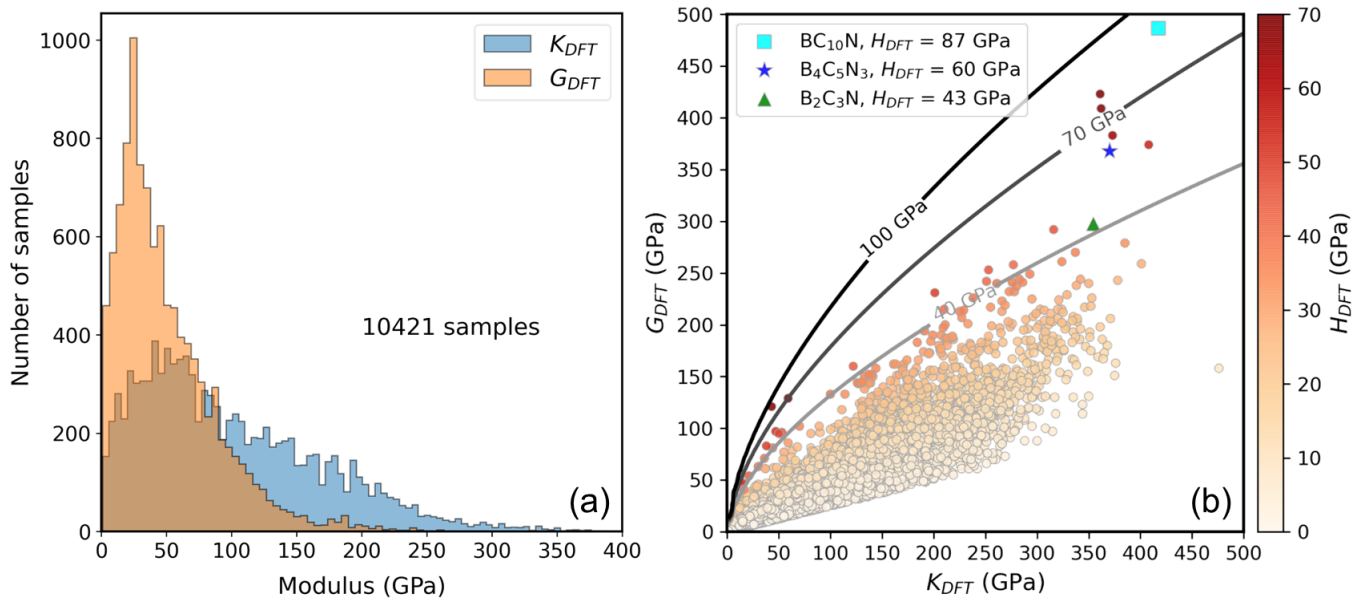 1000
800
600
400
200
0
Number of samples
K_DFT
G_DFT
10421 samples
(a)
0 50 100 150 200 250 300 350 400
Modulus (GPa)
500
450
400
350
300
250
200
150
100
50
0
G_DFT (GPa)
BC₁₀N, H_DFT = 87 GPa
B₄C₅N₃, H_DFT = 60 GPa
B₂C₃N, H_DFT = 43 GPa
100 GPa
70 GPa
40 GPa
(b)
0 50 100 150 200 250 300 350 400 450 500
K_DFT (GPa)
70
60
50
40
30
20
10
0
H_DFT (GPa)